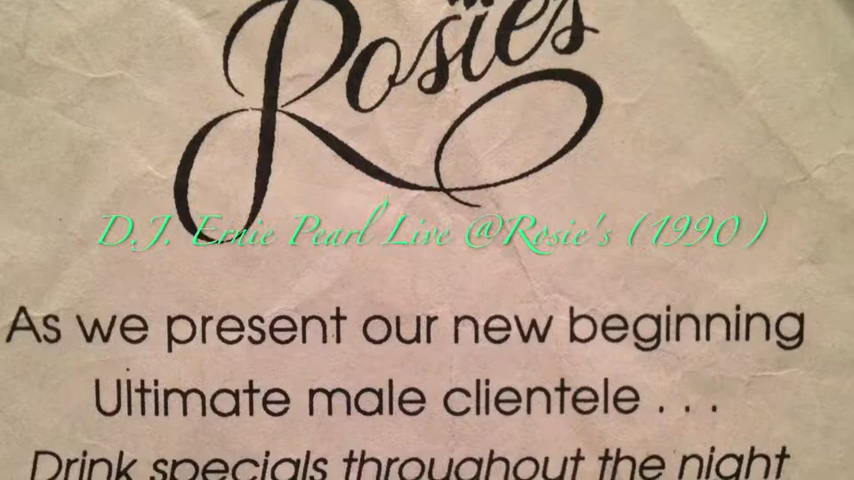 Rosies
D.J. Ernie Pearl Live @Rosie's (1990)
As we present our new beginning
Ultimate male clientele . . .
Drink specials throughout the night